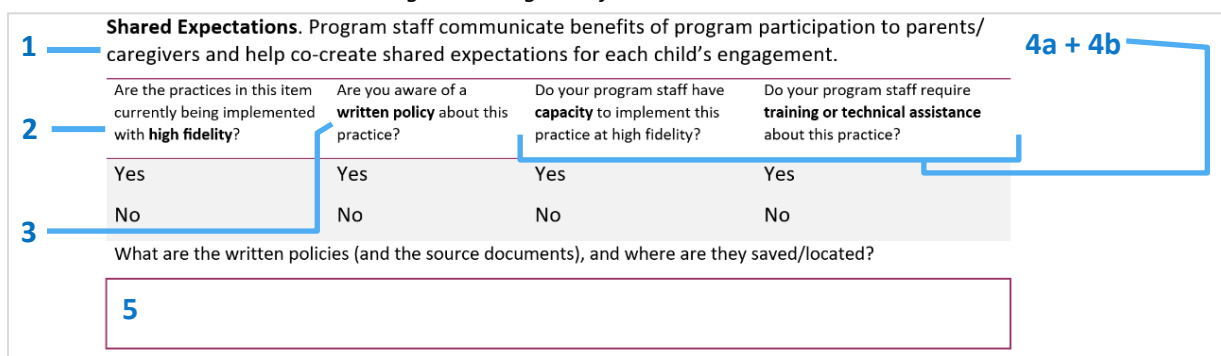 Shared Expectations. Program staff communicate benefits of program participation to parents/
1
caregivers and help co-create shared expectations for each child's engagement.
4a + 4b
Are the practices in this item
currently being implemented
with high fidelity?
Are you aware of a
written policy about this
practice?
Do your program staff have
capacity to implement this
practice at high fidelity?
Do your program staff require
training or technical assistance
about this practice?
2
Yes Yes Yes Yes
No No No No
3
What are the written policies (and the source documents), and where are they saved/located?
5